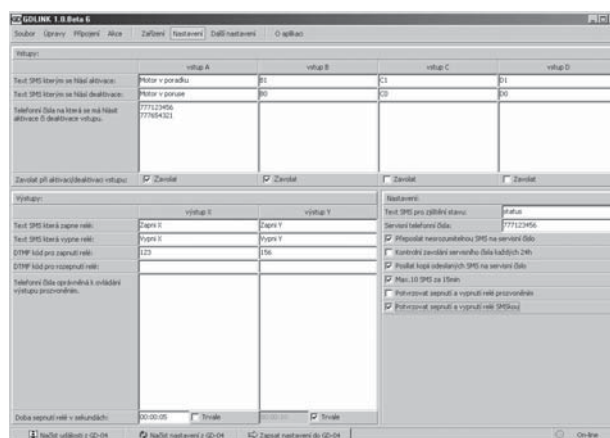 GDLINK 1.0.Beta 6
Soubor Úpravy Připojení Akce Zařízení Nastavení Další nastavení O aplikaci
Vstupy:
vstup A vstup B vstup C vstup D
Text SMS kterým se hlásí aktivace: Motor v poradku B1 C1 D1
Text SMS kterým se hlásí deaktivace: Motor v poruse B0 C0 D0
Telefonní čísla na která se má hlásit aktivace či deaktivace vstupu. 777123456
777654321
Zavolat při aktivaci/deaktivaci vstupu: Zavolat Zavolat Zavolat Zavolat
Výstupy: Nastavení:
výstup X výstup Y Text SMS pro zjištění stavu: status
Text SMS která zapne relé: Zapni X Zapni Y Servisní telefonní čísla: 777123456
Text SMS která vypne relé: Vypni X Vypni Y Přeposlat nesrozumitelnou SMS na servisní číslo
DTMF kód pro zapnutí relé: 123 156 Kontrolní zavolání servisního čísla každých 24h
DTMF kód pro rozepnutí relé: Posílat kopii odeslaných SMS na servisní číslo
Telefonní čísla oprávněná k ovládání výstupu prozvoněním. Max.10 SMS za 15min
Potvrzovat sepnutí a vypnutí relé prozvoněním
Potvrzovat sepnutí a vypnutí relé SMSkou
Doba sepnutí relé v sekundách: 00:00:05 Trvale Trvale
Načíst události z GD-04 Načíst nastavení z GD-04 Zapsat nastavení do GD-04 On-line